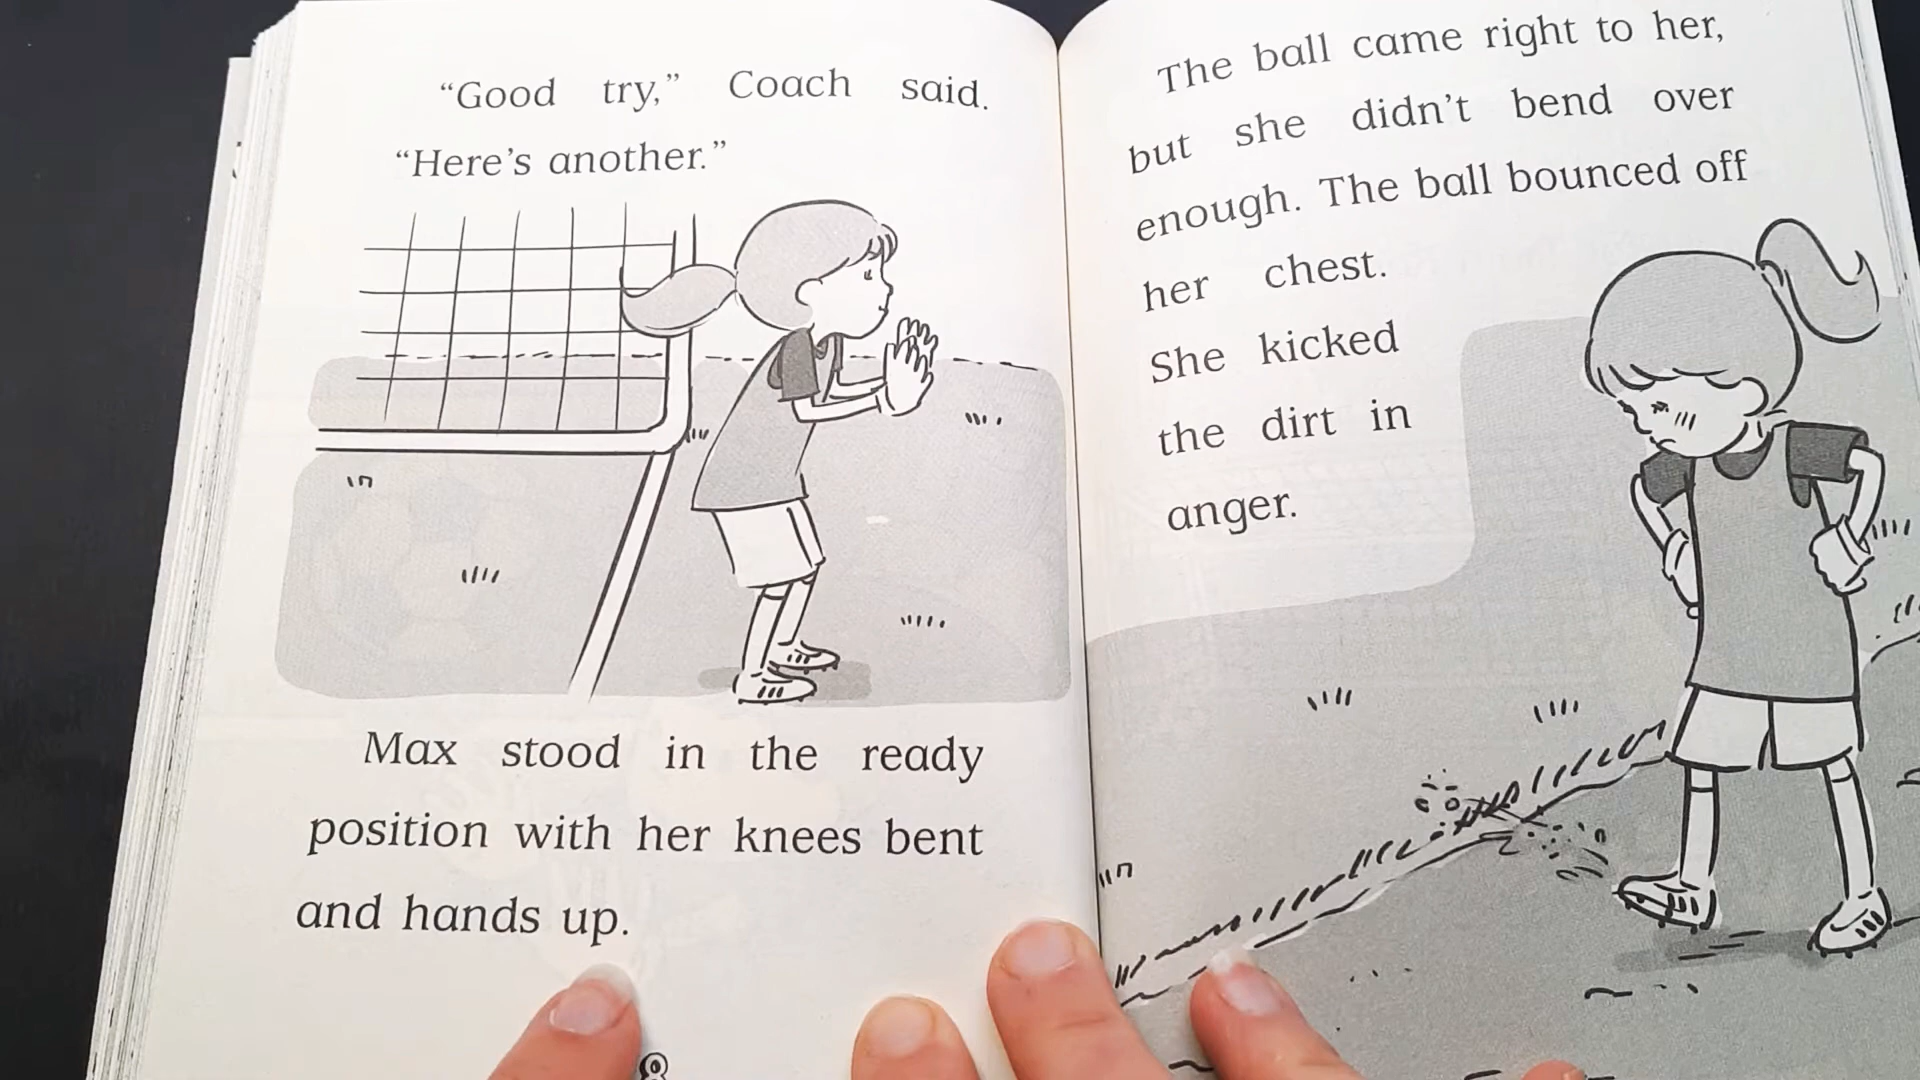 “Good try,” Coach said.
“Here’s another.”
Max stood in the ready
position with her knees bent
and hands up.
8
The ball came right to her,
but she didn’t bend over
enough. The ball bounced off
her chest.
She kicked
the dirt in
anger.